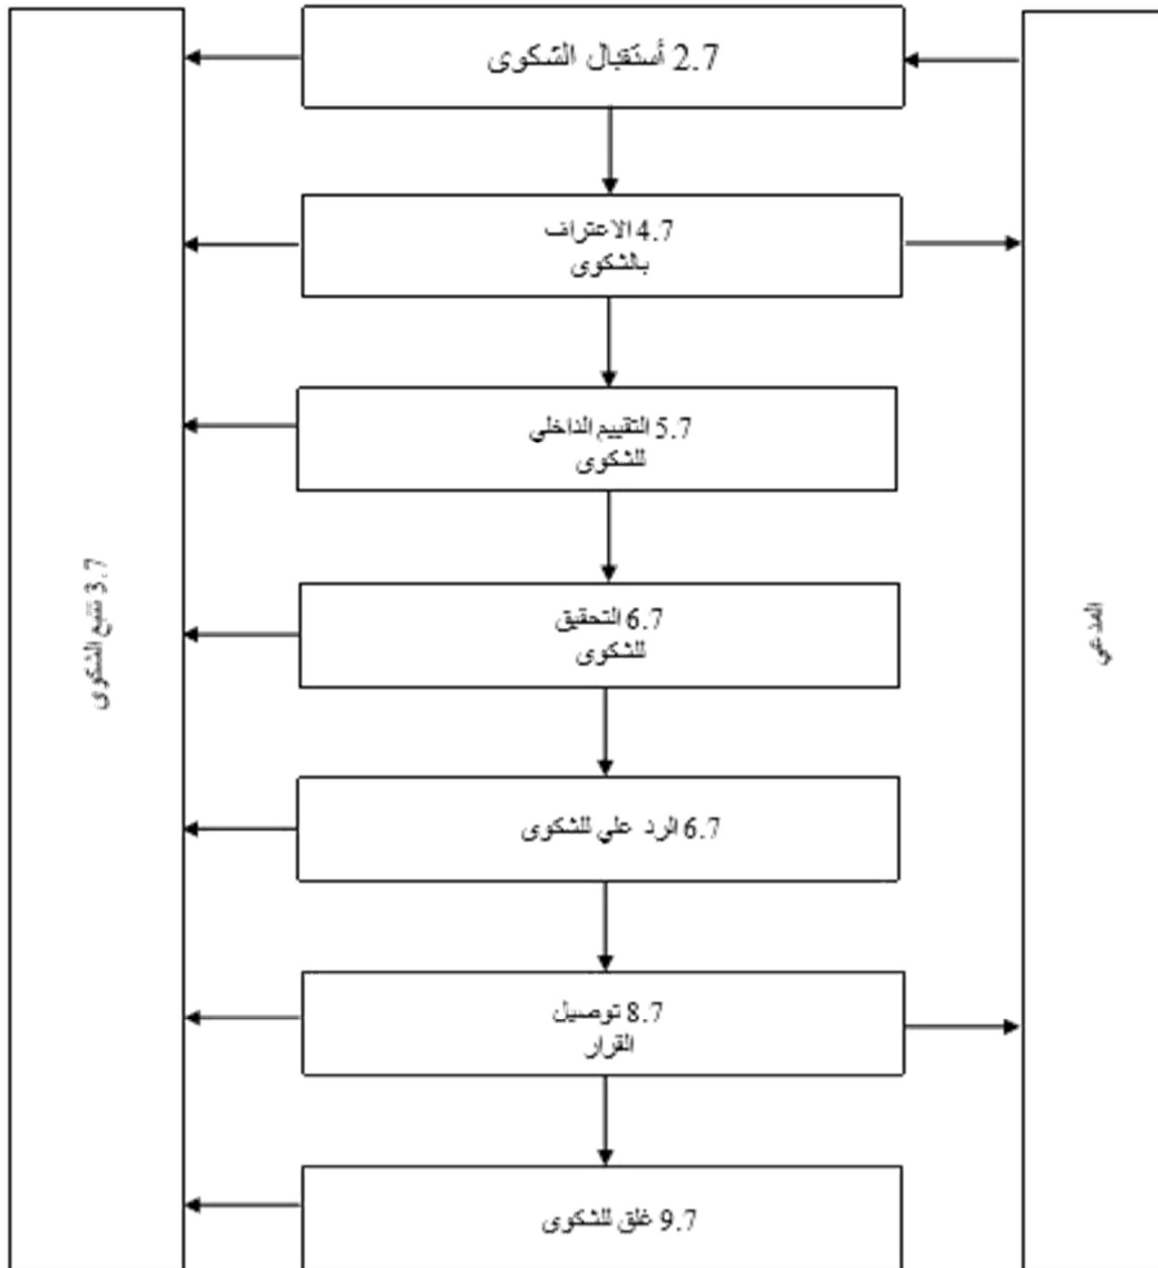 2.7 أستقبال الشكوى
4.7 الاعتراف
بالشكوى
5.7 التقييم الداخلي
للشكوى
6.7 التحقيق
للشكوى
6.7 الرد علي للشكوى
8.7 توصيل
القرار
9.7 غلق للشكوى
3.7 تتبع الشكوى
المدعي